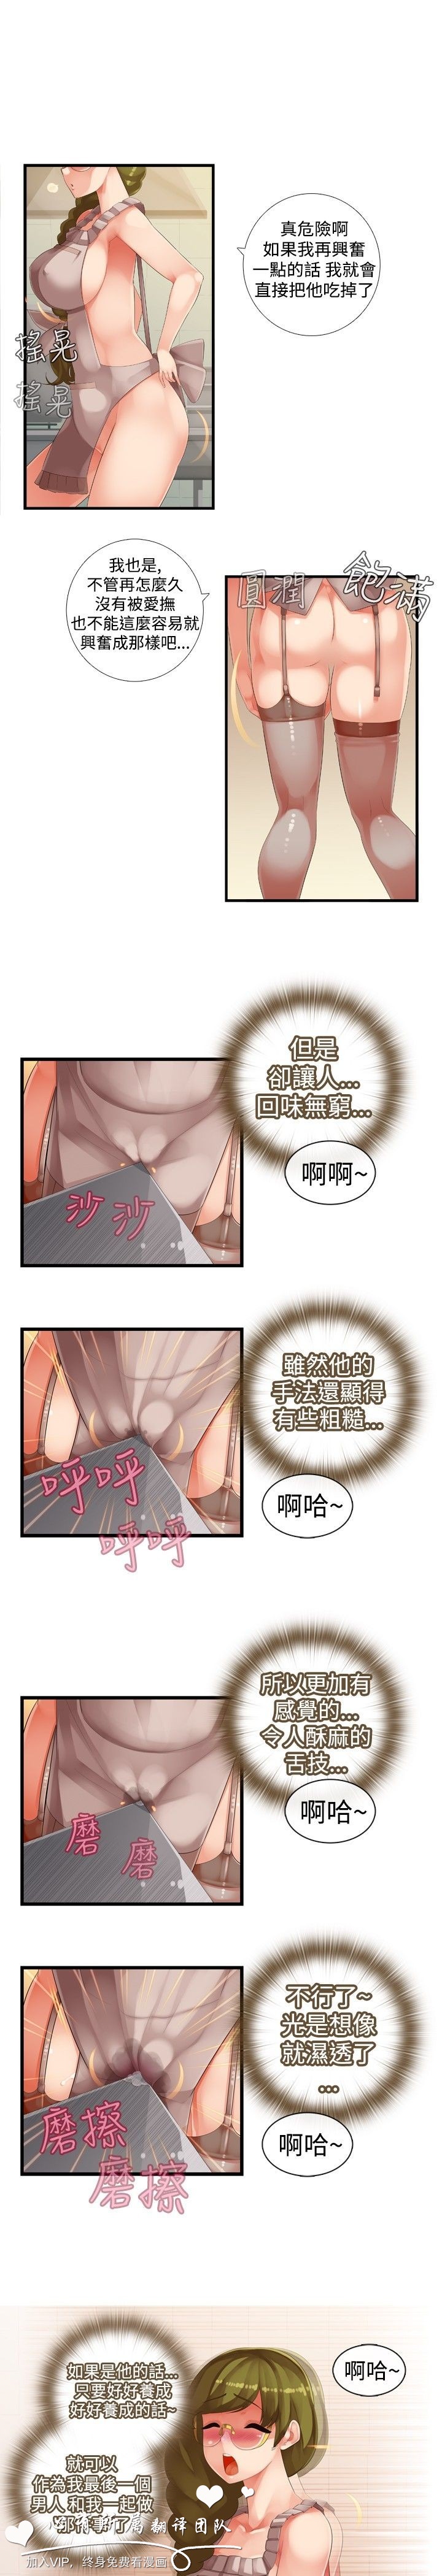 真危險啊
如果我再興奮
一點的話 我就會
直接把他吃掉了
搖晃
搖晃
我也是,
不管再怎麼久
沒有被愛撫
也不能這麼容易就
興奮成那樣吧...
圓潤
飽滿
但是
卻讓人...
回味無窮...
啊啊~
沙沙
雖然他的
手法還顯得
有些粗糙...
啊哈~
呼呼
呼呼
所以更加有
感覺的...
令人酥麻的
舌技...
啊哈~
磨
磨
不行了~
光是想像
就濕透了
...
啊哈~
磨擦
磨擦
啊哈~
如果是他的話...
只要好好養成
好好養成的話~
就可以
作為我最後一個
男人和我一起做
事了
翻译团队
加入VIP，终身免费看漫画